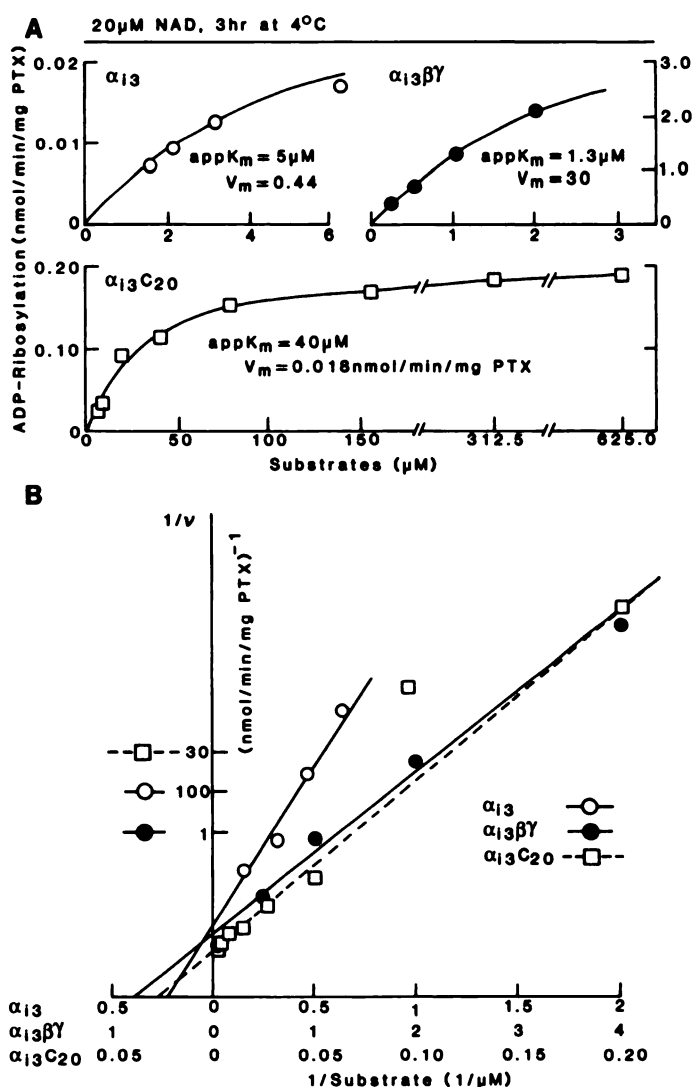 A
20μM NAD, 3hr at 4°C
ADP-Ribosylation(nmol/min/mg PTX)
0.02
0.01
0
αi3
appKm=5μM
Vm=0.44
0 2 4 6
αi3βγ
appKm=1.3μM
Vm=30
3.0
2.0
1.0
0
0 1 2 3
0.20
0.10
0
αi3C20
appKm=40μM
Vm=0.018nmol/min/mg PTX
0 50 100 150 312.5 625.0
Substrates (μM)
B
1/ν
(nmol/min/mg PTX)⁻¹
30
100
1
αi3
αi3βγ
αi3C20
αi3 0.5 0 0.5 1 1.5 2
αi3βγ 1 0 1 2 3 4
αi3C20 0.05 0 0.05 0.10 0.15 0.20
1/Substrate (1/μM)